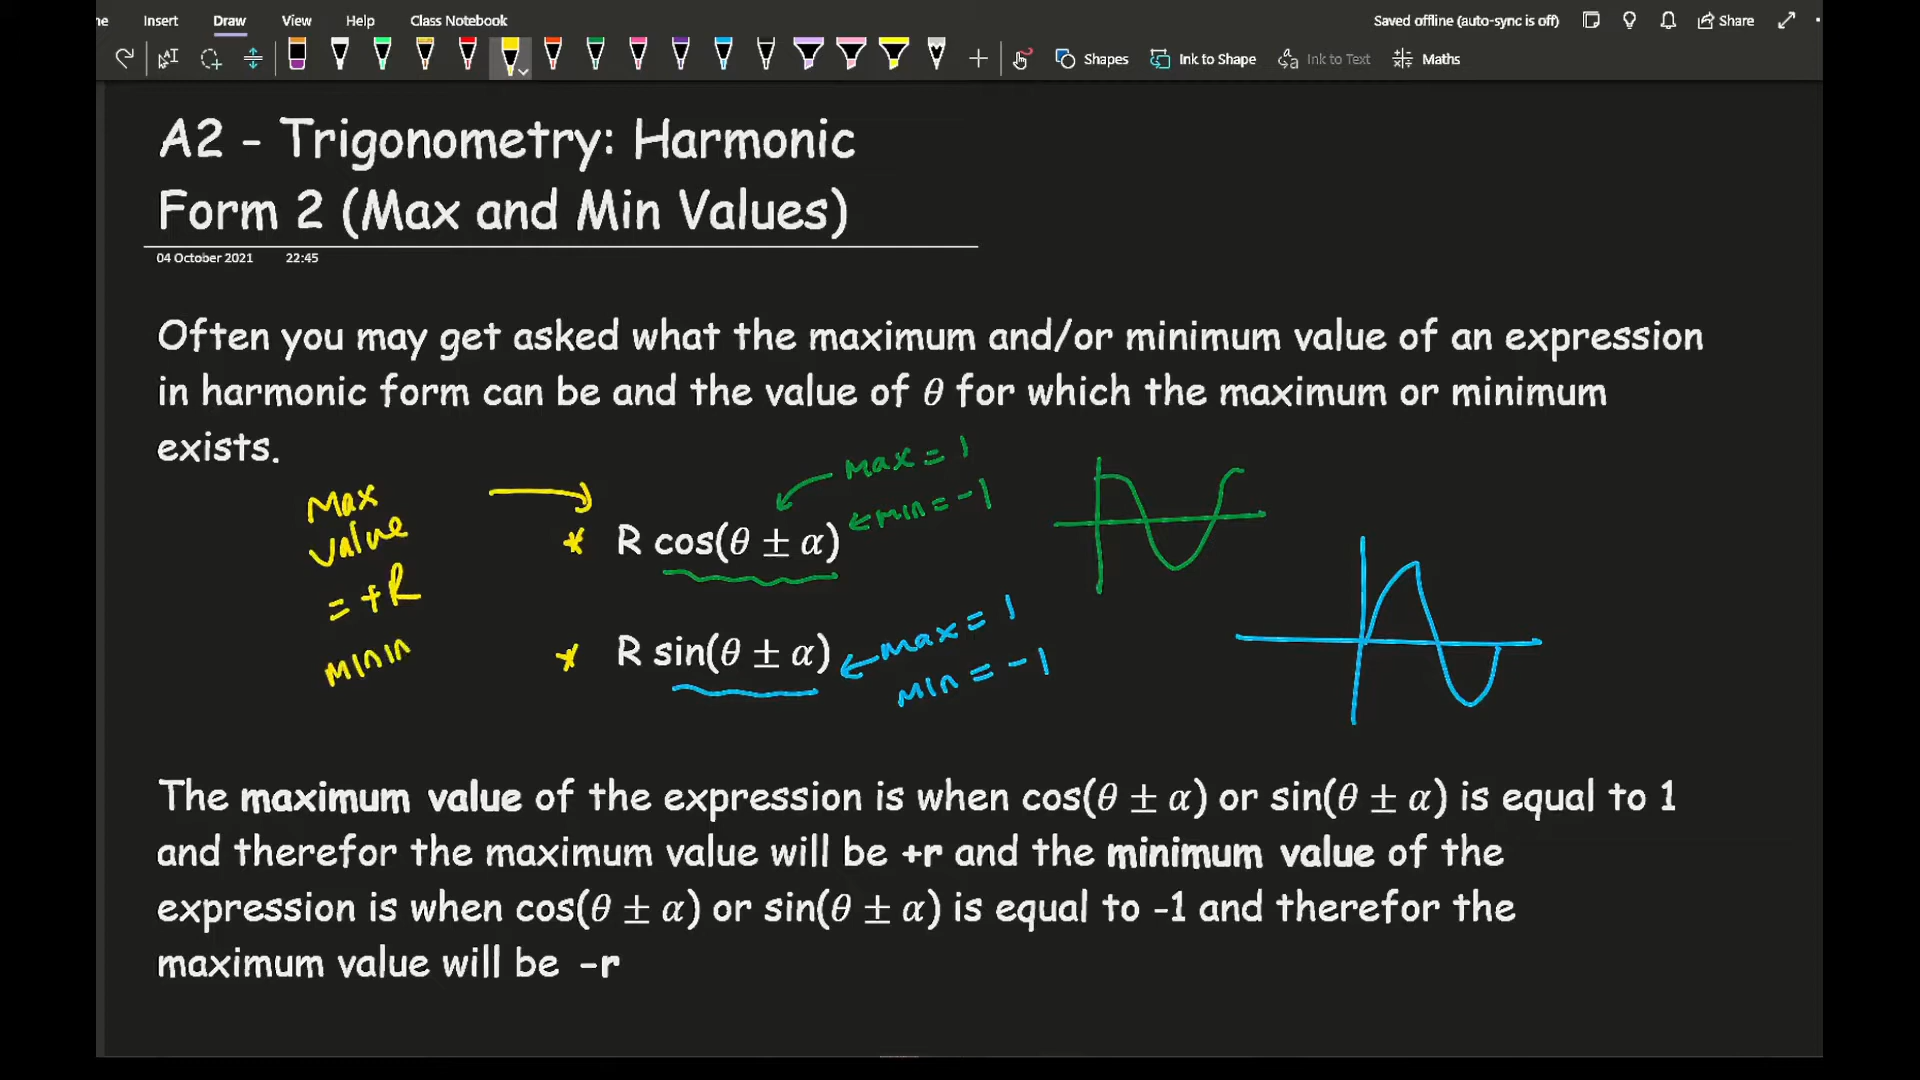 ne Insert Draw View Help Class Notebook Saved offline (auto-sync is off) Share
Shapes Ink to Shape Ink to Text Maths
A2 - Trigonometry: Harmonic
Form 2 (Max and Min Values)
04 October 2021 22:45
Often you may get asked what the maximum and/or minimum value of an expression
in harmonic form can be and the value of θ for which the maximum or minimum
exists.
Max
value
= +R
minin
max = 1
min = -1
* R cos(θ ± α)
max = 1
min = -1
* R sin(θ ± α)
The maximum value of the expression is when cos(θ ± α) or sin(θ ± α) is equal to 1
and therefor the maximum value will be +r and the minimum value of the
expression is when cos(θ ± α) or sin(θ ± α) is equal to -1 and therefor the
maximum value will be -r